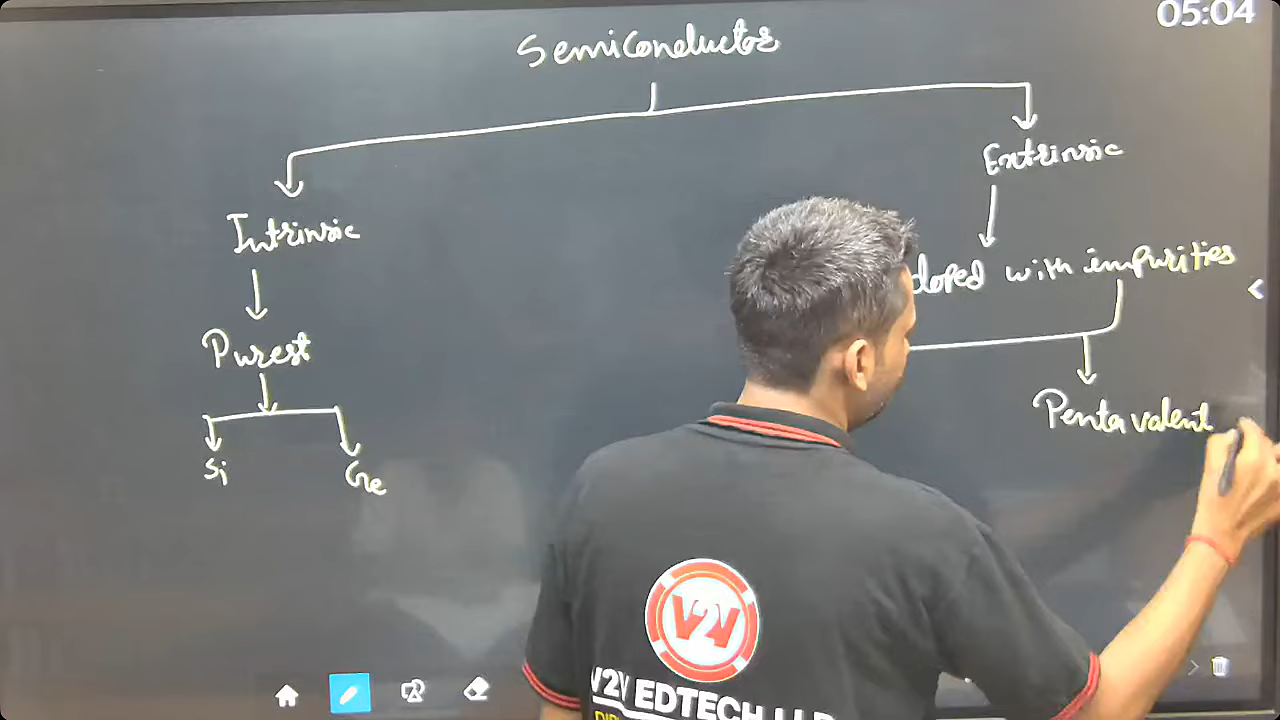 05:04
Semiconductor
Extrinsic
Intrinsic
doped with impurities
Purest
Pentavalent
Si
Ge
V2V
V2V EDTECH LLP